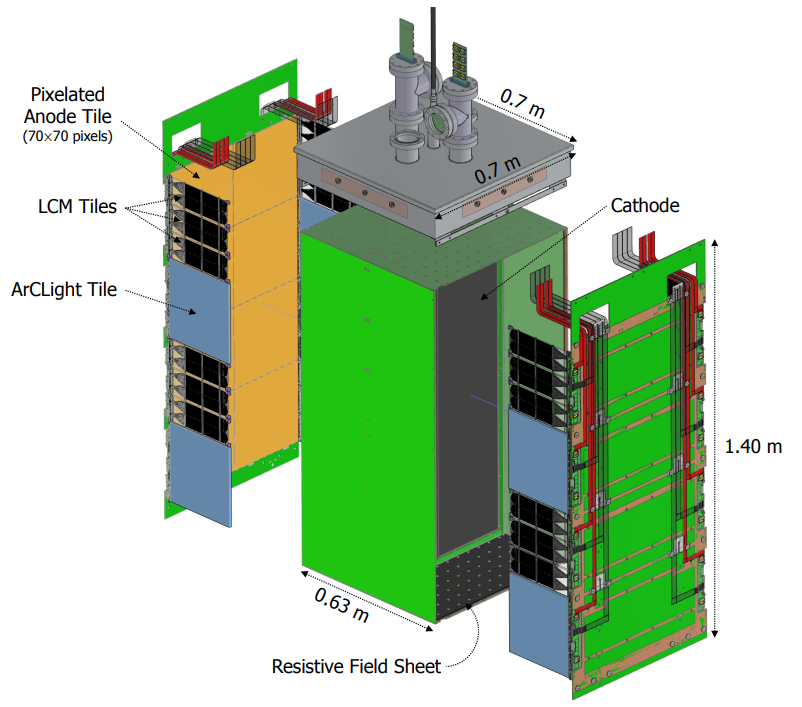 Pixelated
Anode Tile
(70×70 pixels)
LCM Tiles
ArCLight Tile
0.7 m
0.7 m
Cathode
1.40 m
0.63 m
Resistive Field Sheet